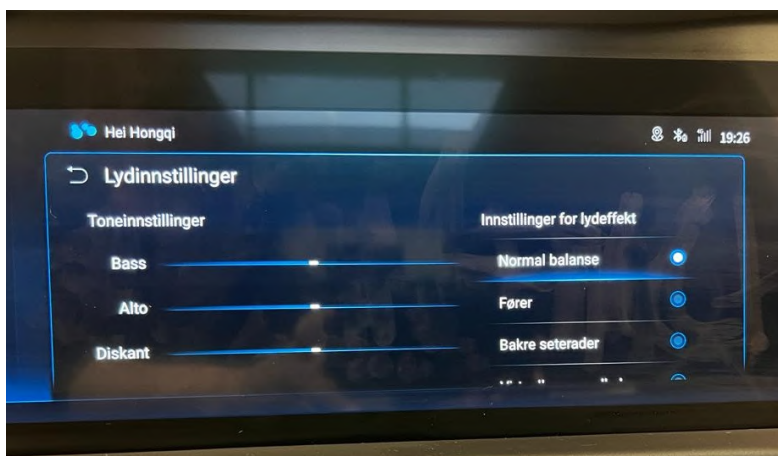 Hei Hongqi
19:26
Lydinnstillinger
Toneinnstillinger
Bass
Alto
Diskant
Innstillinger for lydeffekt
Normal balanse
Fører
Bakre seterader